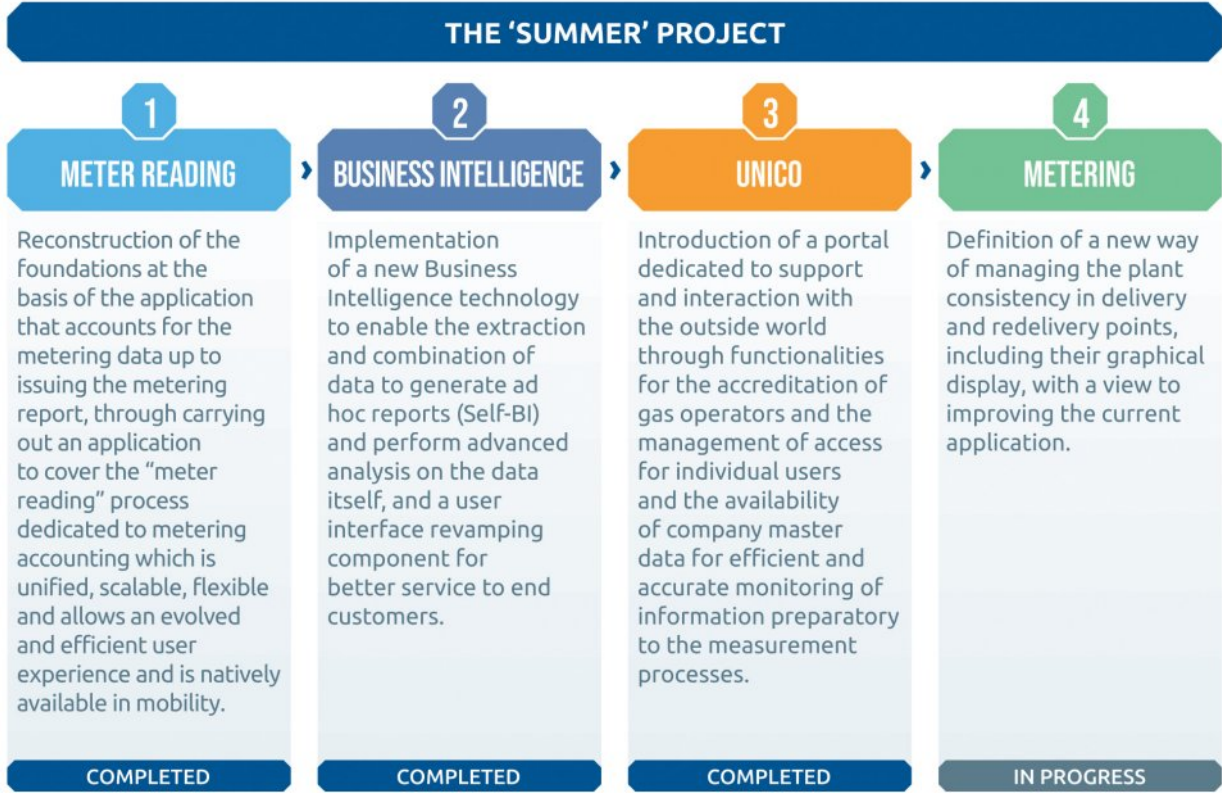 THE ‘SUMMER’ PROJECT
1
METER READING
Reconstruction of the
foundations at the
basis of the application
that accounts for the
metering data up to
issuing the metering
report, through carrying
out an application
to cover the “meter
reading” process
dedicated to metering
accounting which is
unified, scalable, flexible
and allows an evolved
and efficient user
experience and is natively
available in mobility.
COMPLETED
2
BUSINESS INTELLIGENCE
Implementation
of a new Business
Intelligence technology
to enable the extraction
and combination of
data to generate ad
hoc reports (Self-BI)
and perform advanced
analysis on the data
itself, and a user
interface revamping
component for
better service to end
customers.
COMPLETED
3
UNICO
Introduction of a portal
dedicated to support
and interaction with
the outside world
through functionalities
for the accreditation of
gas operators and the
management of access
for individual users
and the availability
of company master
data for efficient and
accurate monitoring of
information preparatory
to the measurement
processes.
COMPLETED
4
METERING
Definition of a new way
of managing the plant
consistency in delivery
and redelivery points,
including their graphical
display, with a view to
improving the current
application.
IN PROGRESS